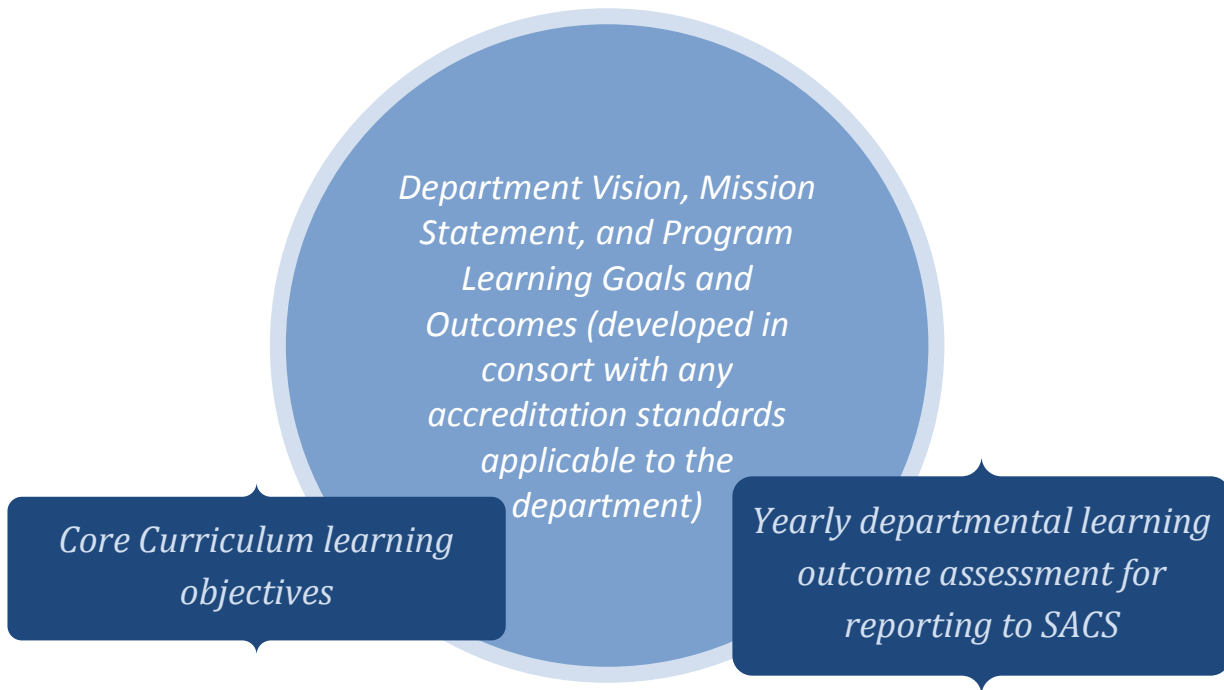 Department Vision, Mission
Statement, and Program
Learning Goals and
Outcomes (developed in
consort with any
accreditation standards
applicable to the
department)
Core Curriculum learning
objectives
Yearly departmental learning
outcome assessment for
reporting to SACS